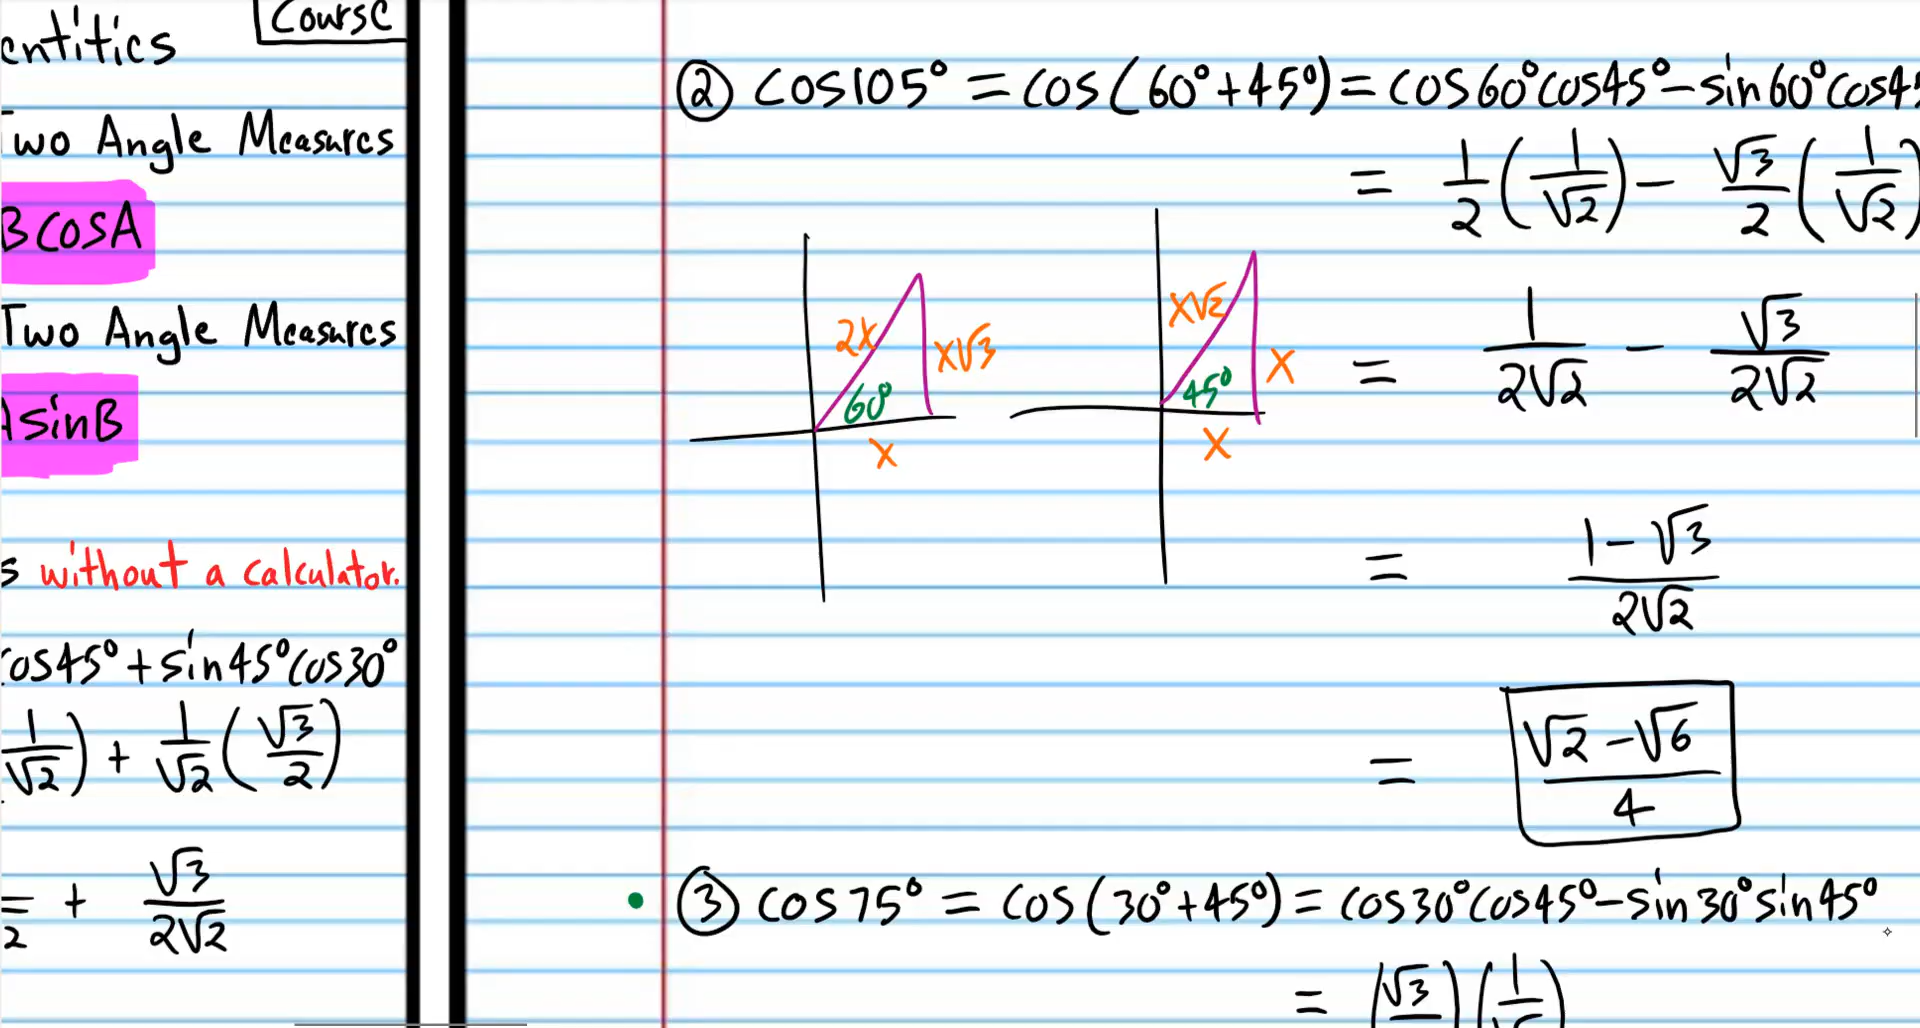 Course
entities
Two Angle Measures
BcosA
Two Angle Measures
AsinB
s without a calculator.
cos45° + sin45°cos30°
1/√2) + 1/√2 (√3/2)
2 + √3/2√2
② cos105° = cos(60°+45°) = cos60°cos45° - sin60°cos45
= 1/2 (1/√2) - √3/2 (1/√2)
2x x√3 60° x
x√2 x 45° x
= 1/2√2 - √3/2√2
= 1-√3/2√2
= √2-√6/4
③ cos75° = cos(30°+45°) = cos30°cos45° - sin30°sin45°
= (√3 ) (1/√